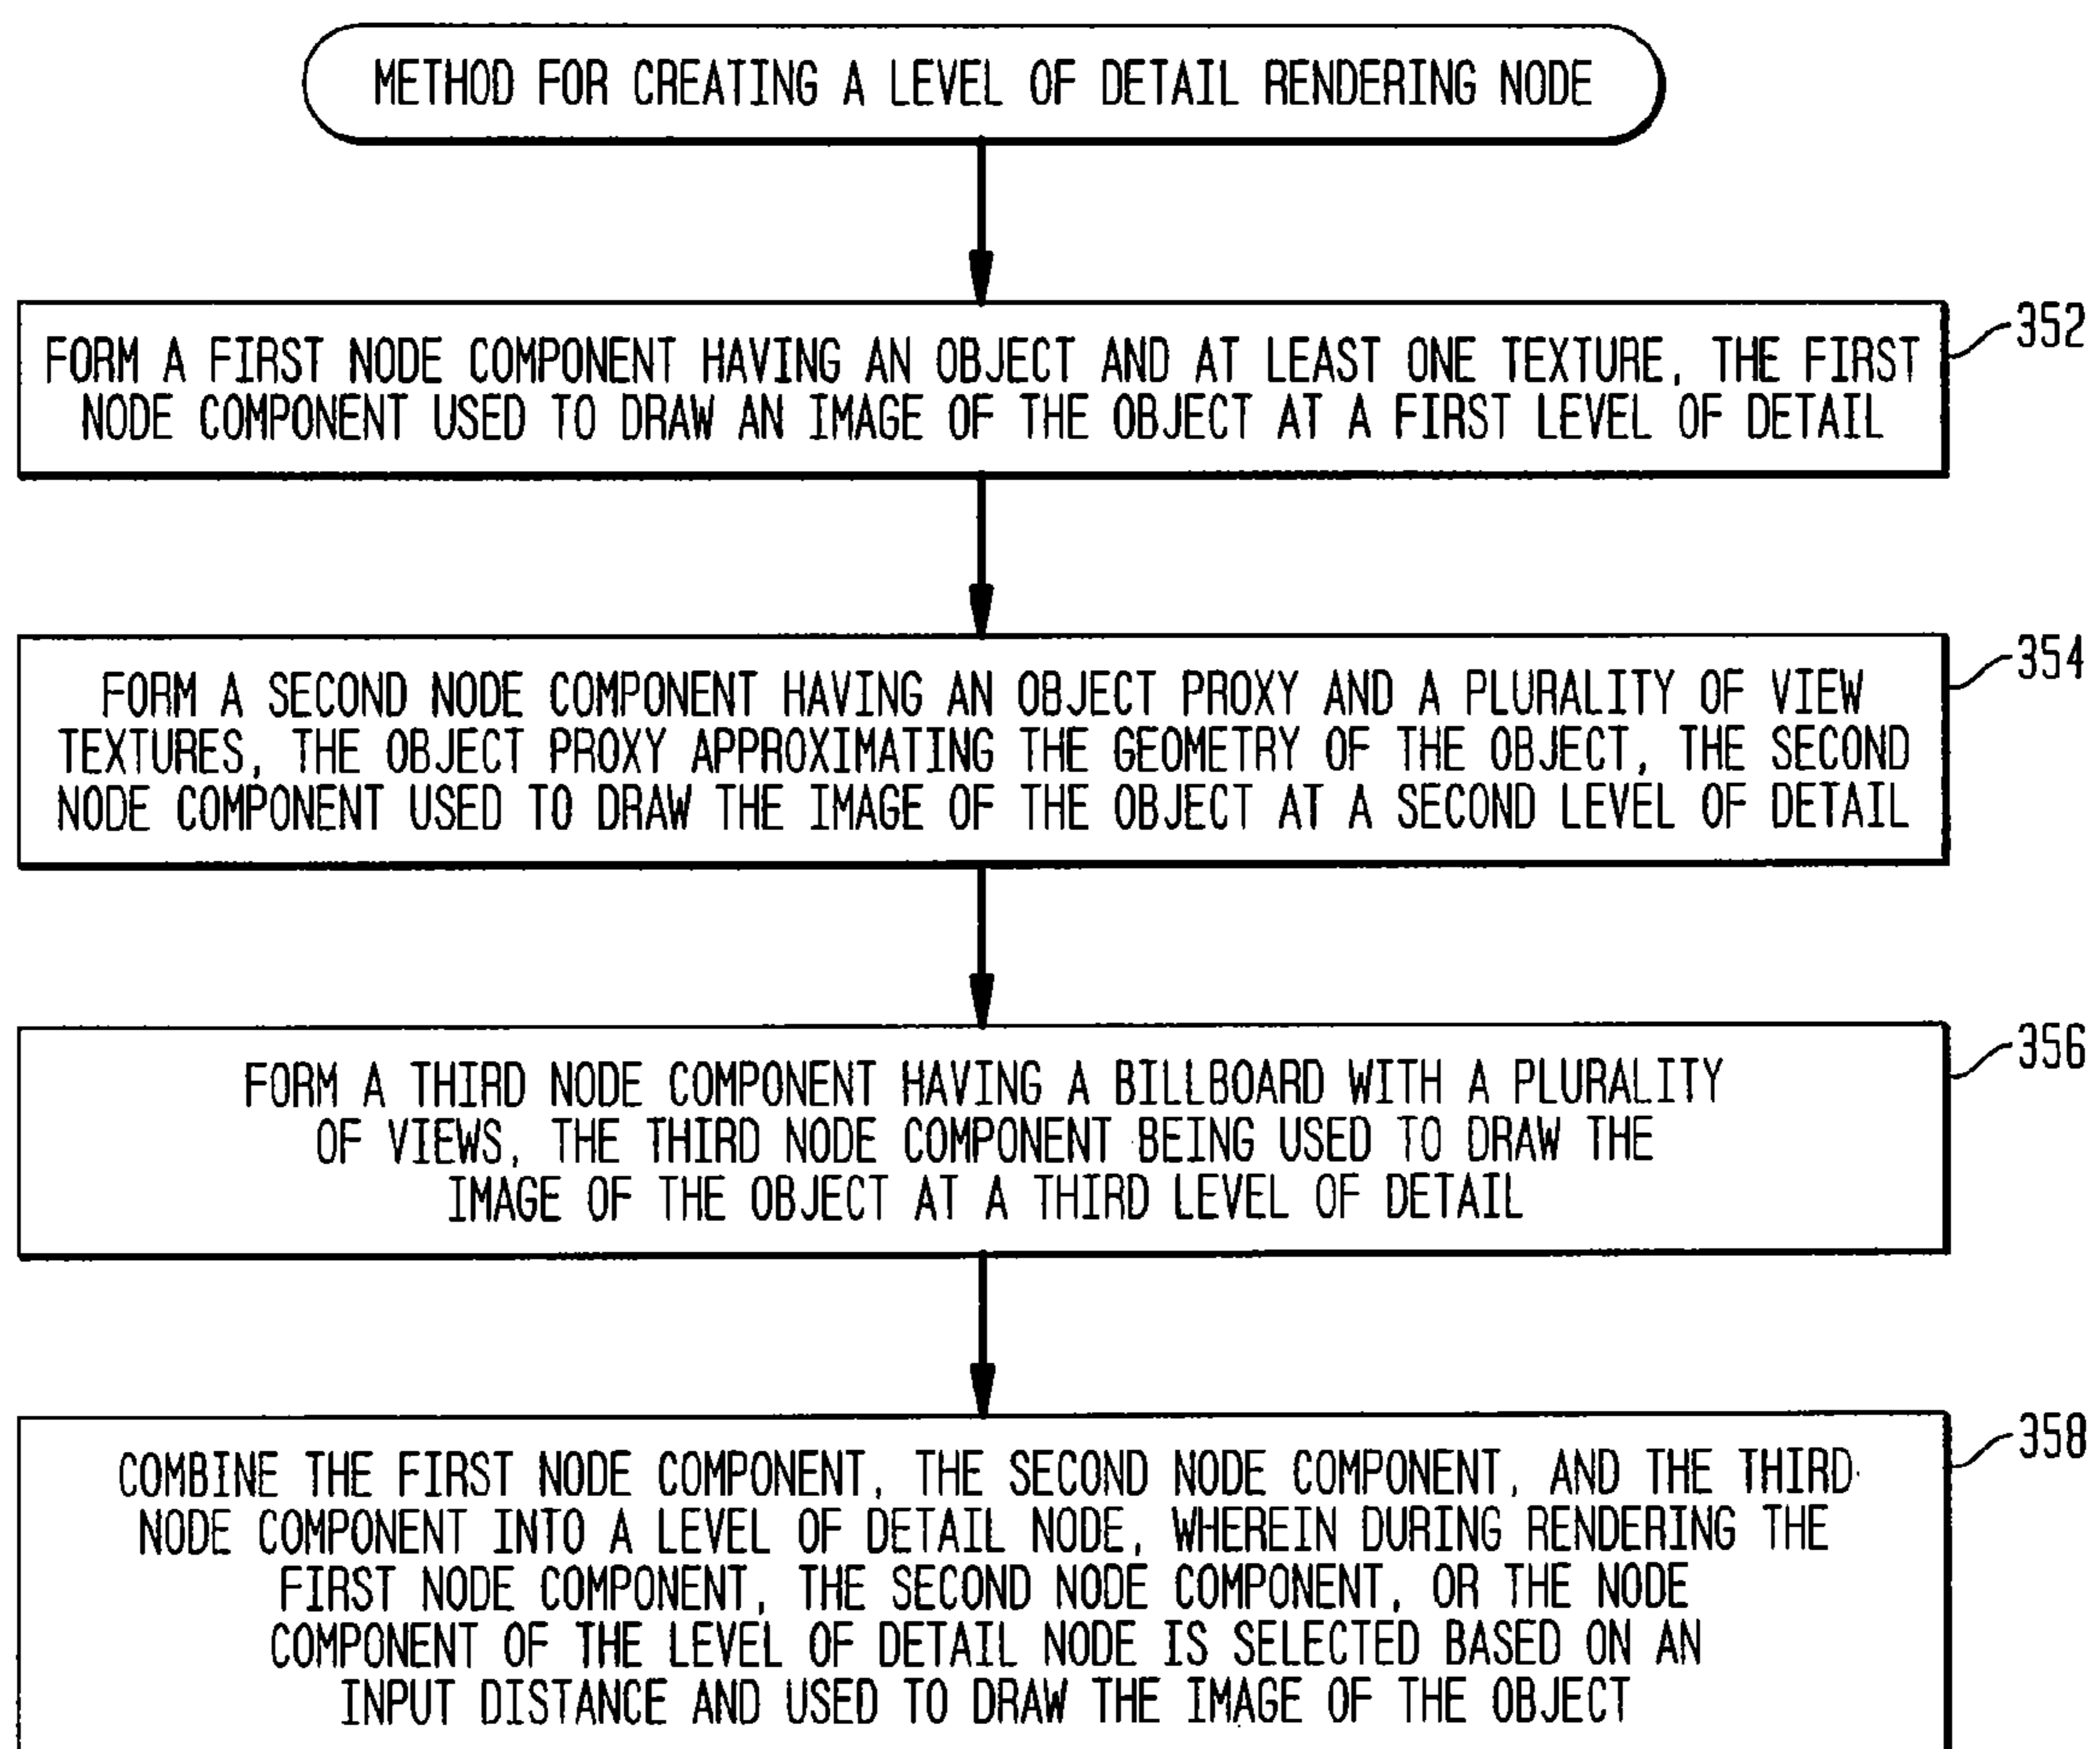 METHOD FOR CREATING A LEVEL OF DETAIL RENDERING NODE
352
FORM A FIRST NODE COMPONENT HAVING AN OBJECT AND AT LEAST ONE TEXTURE, THE FIRST
NODE COMPONENT USED TO DRAW AN IMAGE OF THE OBJECT AT A FIRST LEVEL OF DETAIL
354
FORM A SECOND NODE COMPONENT HAVING AN OBJECT PROXY AND A PLURALITY OF VIEW
TEXTURES, THE OBJECT PROXY APPROXIMATING THE GEOMETRY OF THE OBJECT, THE SECOND
NODE COMPONENT USED TO DRAW THE IMAGE OF THE OBJECT AT A SECOND LEVEL OF DETAIL
356
FORM A THIRD NODE COMPONENT HAVING A BILLBOARD WITH A PLURALITY
OF VIEWS, THE THIRD NODE COMPONENT BEING USED TO DRAW THE
IMAGE OF THE OBJECT AT A THIRD LEVEL OF DETAIL
358
COMBINE THE FIRST NODE COMPONENT, THE SECOND NODE COMPONENT, AND THE THIRD
NODE COMPONENT INTO A LEVEL OF DETAIL NODE, WHEREIN DURING RENDERING THE
FIRST NODE COMPONENT, THE SECOND NODE COMPONENT, OR THE NODE
COMPONENT OF THE LEVEL OF DETAIL NODE IS SELECTED BASED ON AN
INPUT DISTANCE AND USED TO DRAW THE IMAGE OF THE OBJECT